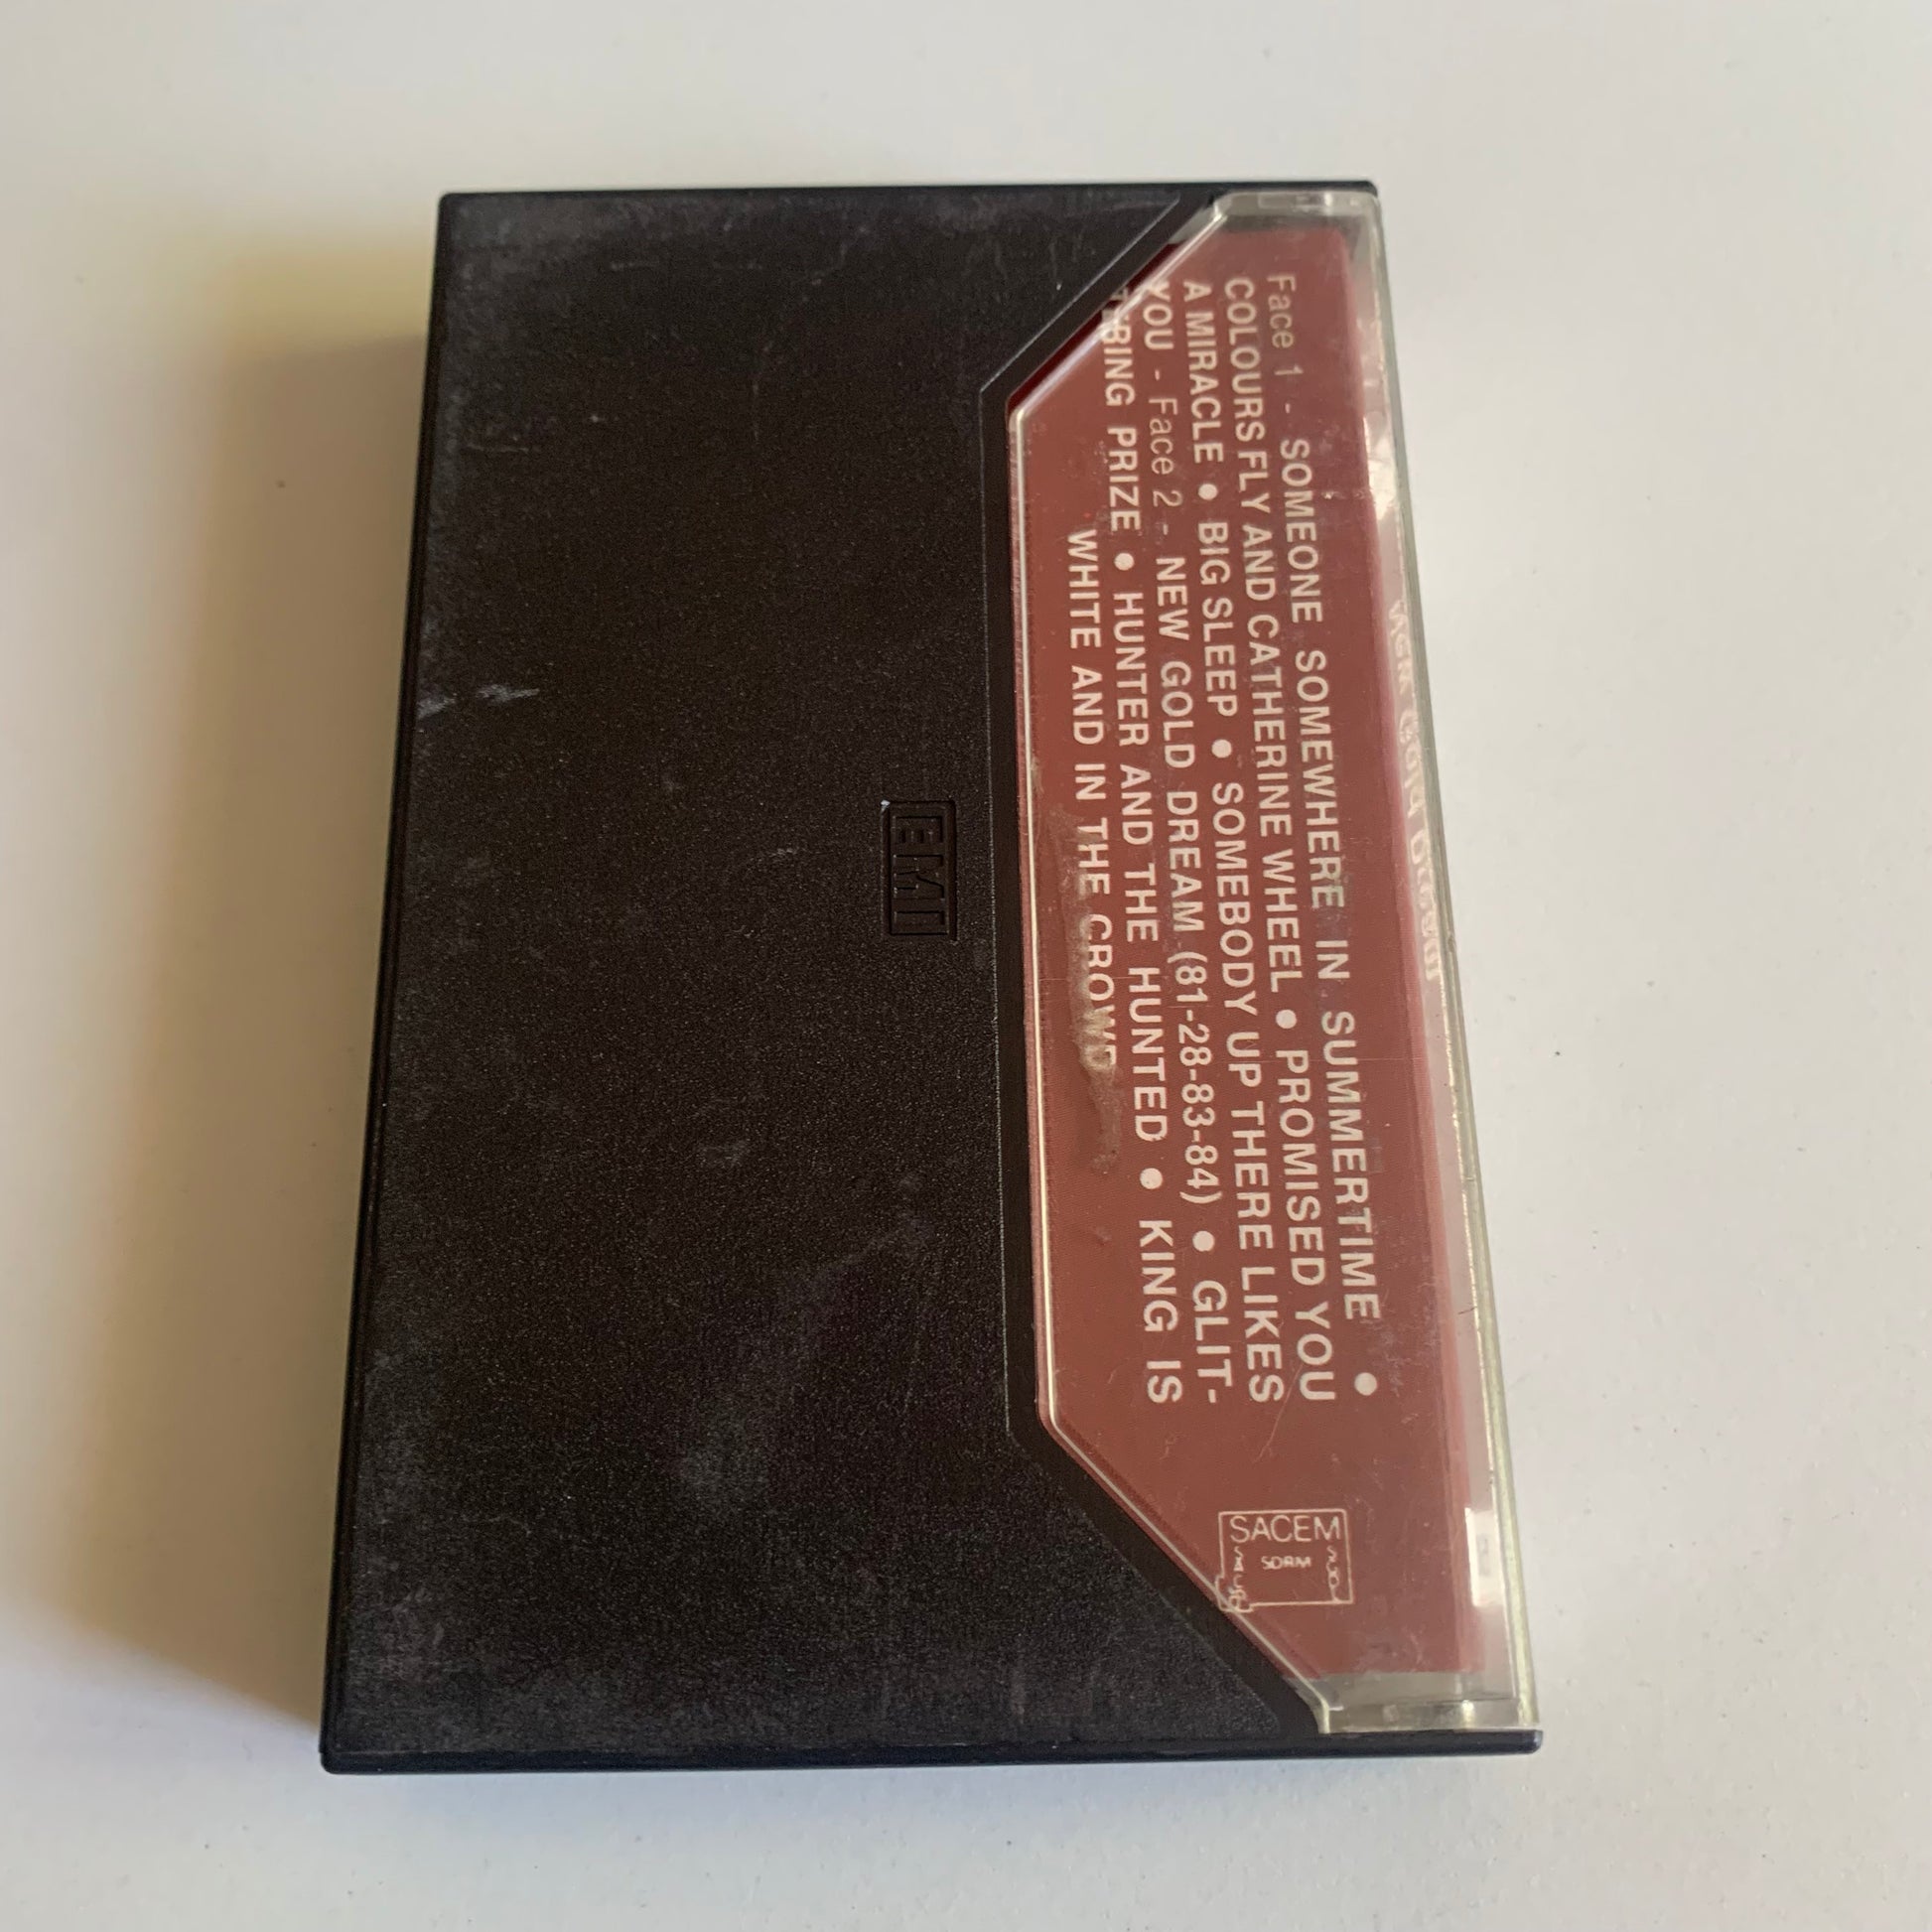 Face 1 - SOMEONE SOMEWHERE IN SUMMERTIME •
COLOURS FLY AND CATHERINE WHEEL • PROMISED YOU
A MIRACLE • BIG SLEEP • SOMEBODY UP THERE LIKES
YOU - Face 2 - NEW GOLD DREAM (81-28-83-84) • GLIT-
TERING PRIZE • HUNTER AND THE HUNTED • KING IS
WHITE AND IN THE CROWD
SACEM
SDRM
EMI